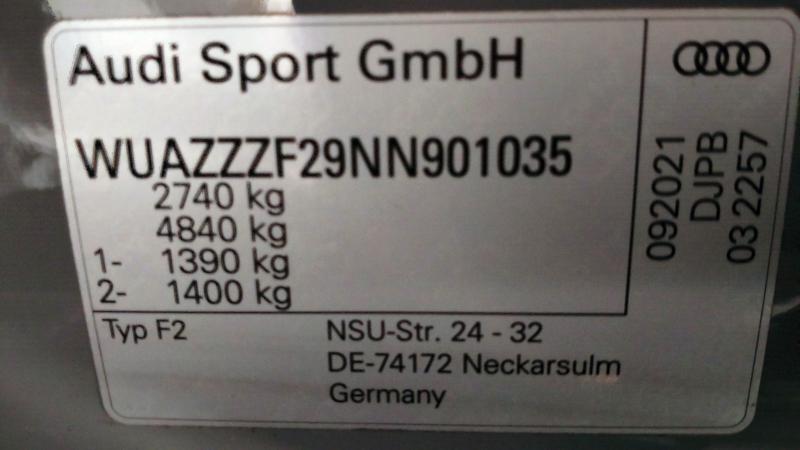 Audi Sport GmbH
WUAZZZF29NN901035
2740 kg
4840 kg
1- 1390 kg
2- 1400 kg
Typ F2
NSU-Str. 24 - 32
DE-74172 Neckarsulm
Germany
092021
DJPB
03 2257